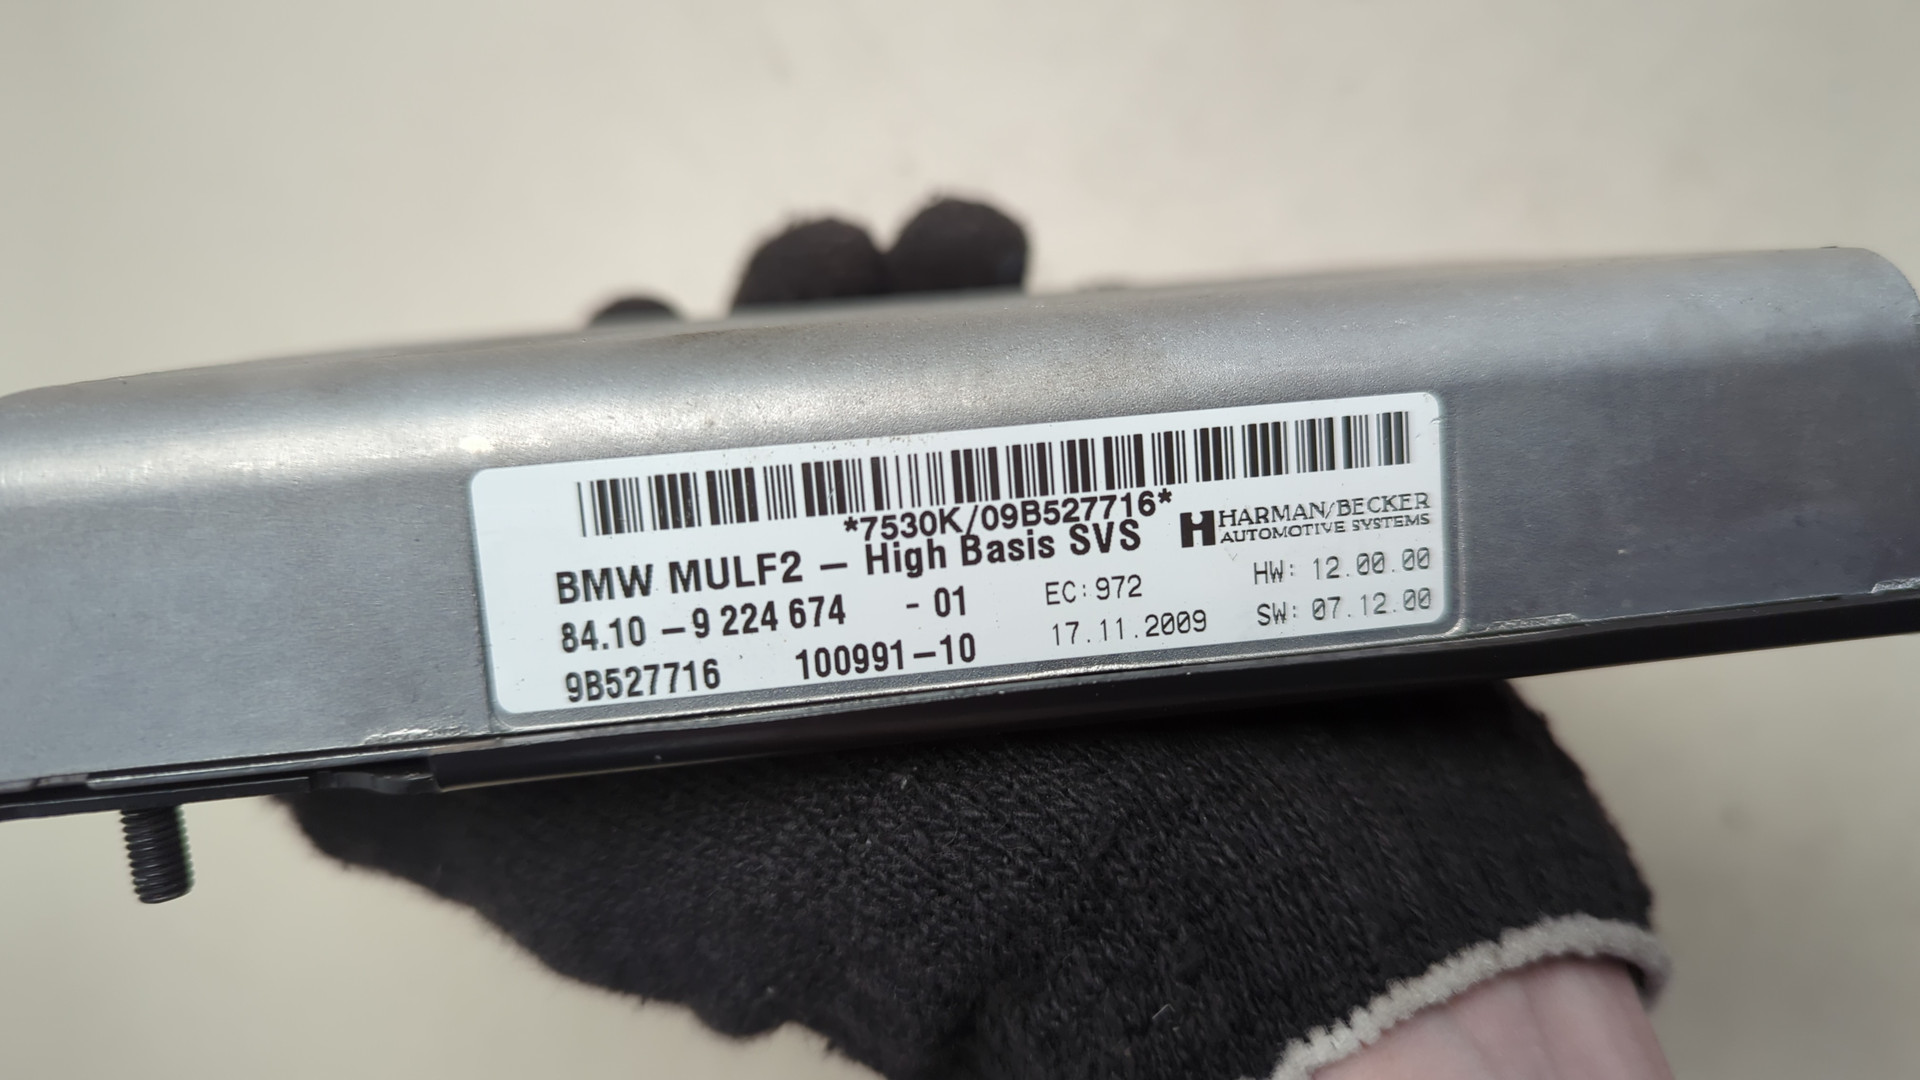 *7530K/09B527716*
HARMAN/BECKER
AUTOMOTIVE SYSTEMS
BMW MULF2 – High Basis SVS
84.10 – 9 224 674 - 01 EC: 972 HW: 12.00.00
9B527716 100991–10 17.11.2009 SW: 07.12.00